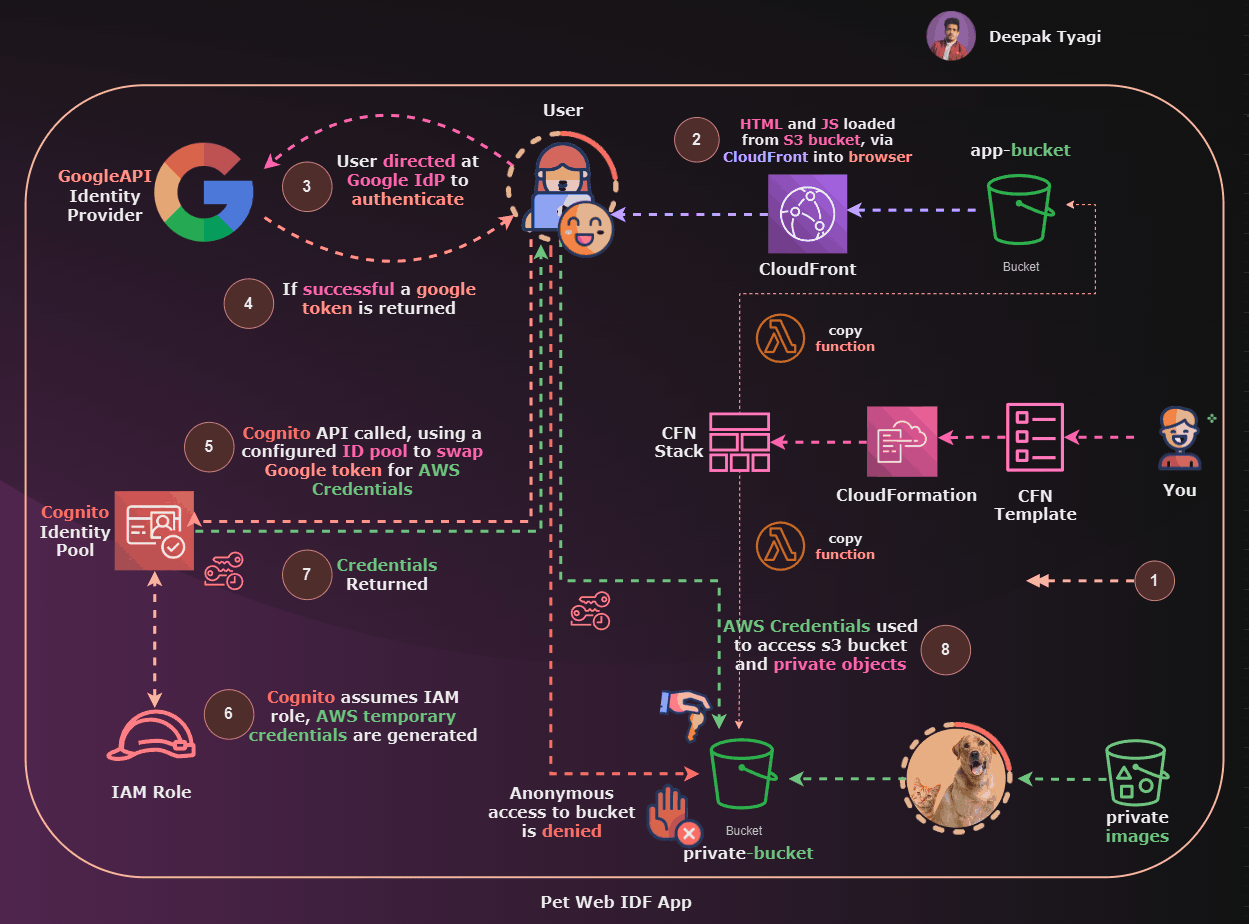 Deepak Tyagi
User
2
HTML and JS loaded
from S3 bucket, via
CloudFront into browser
app-bucket
GoogleAPI
Identity
Provider
3
User directed at
Google IdP to
authenticate
CloudFront
Bucket
4
If successful a google
token is returned
copy
function
5
Cognito API called, using a
configured ID pool to swap
Google token for AWS
Credentials
CFN
Stack
CloudFormation
CFN
Template
You
Cognito
Identity
Pool
7
Credentials
Returned
copy
function
1
AWS Credentials used
to access s3 bucket
and private objects
8
6
Cognito assumes IAM
role, AWS temporary
credentials are generated
IAM Role
Anonymous
access to bucket
is denied
Bucket
private-bucket
private
images
Pet Web IDF App